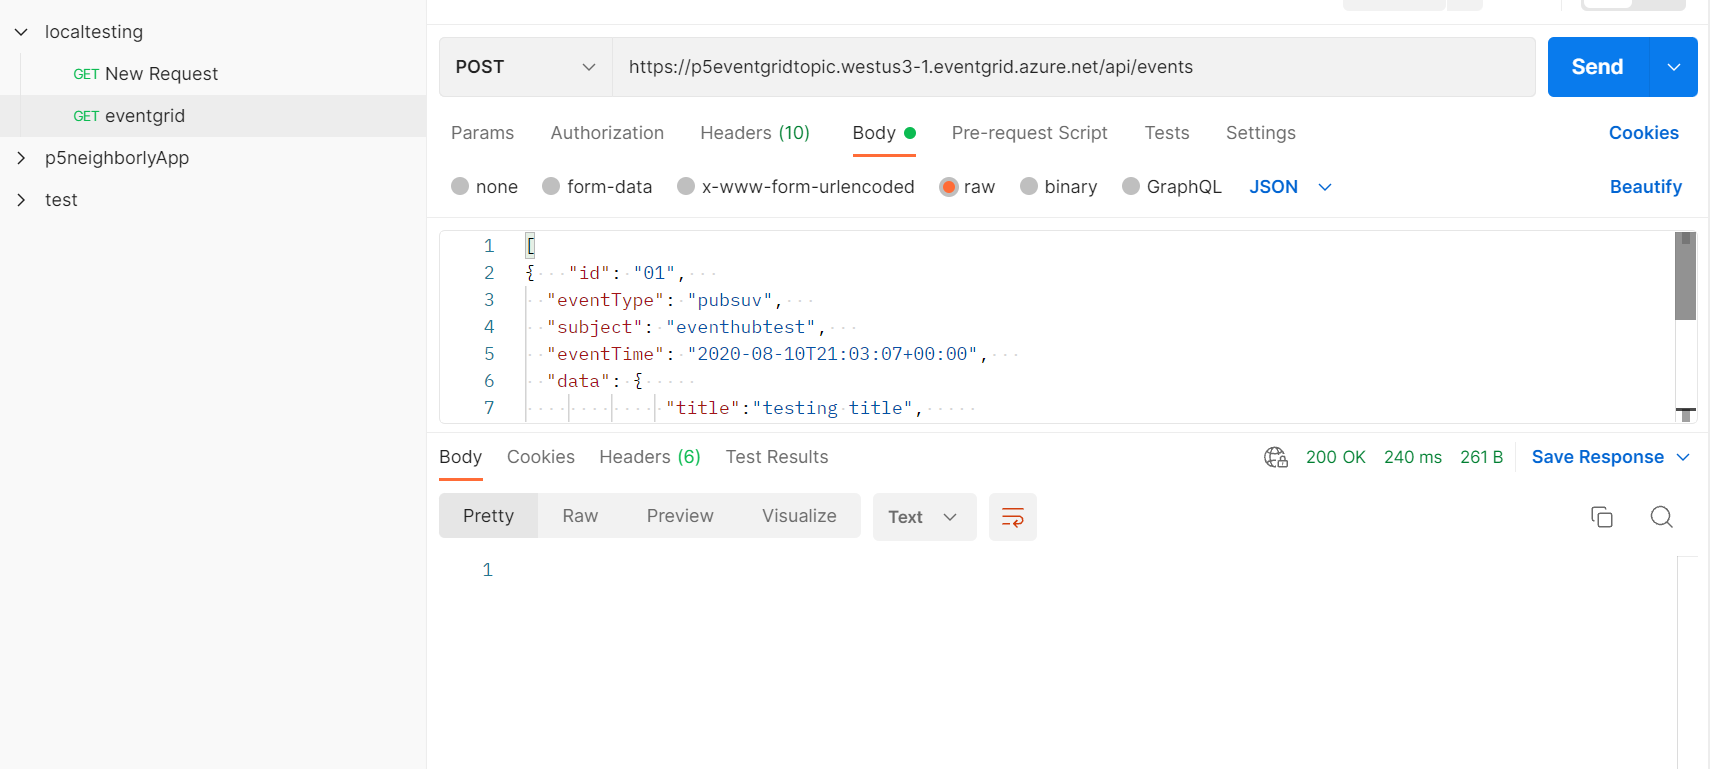 localtesting
GET New Request
GET eventgrid
p5neighborlyApp
test
POST
https://p5eventgridtopic.westus3-1.eventgrid.azure.net/api/events
Send
Params Authorization Headers (10) Body Pre-request Script Tests Settings Cookies
none form-data x-www-form-urlencoded raw binary GraphQL JSON Beautify
1 [
2 { "id": "01",
3 "eventType": "pubsuv",
4 "subject": "eventhubtest",
5 "eventTime": "2020-08-10T21:03:07+00:00",
6 "data": {
7 "title":"testing title",
Body Cookies Headers (6) Test Results 200 OK 240 ms 261 B Save Response
Pretty Raw Preview Visualize Text
1